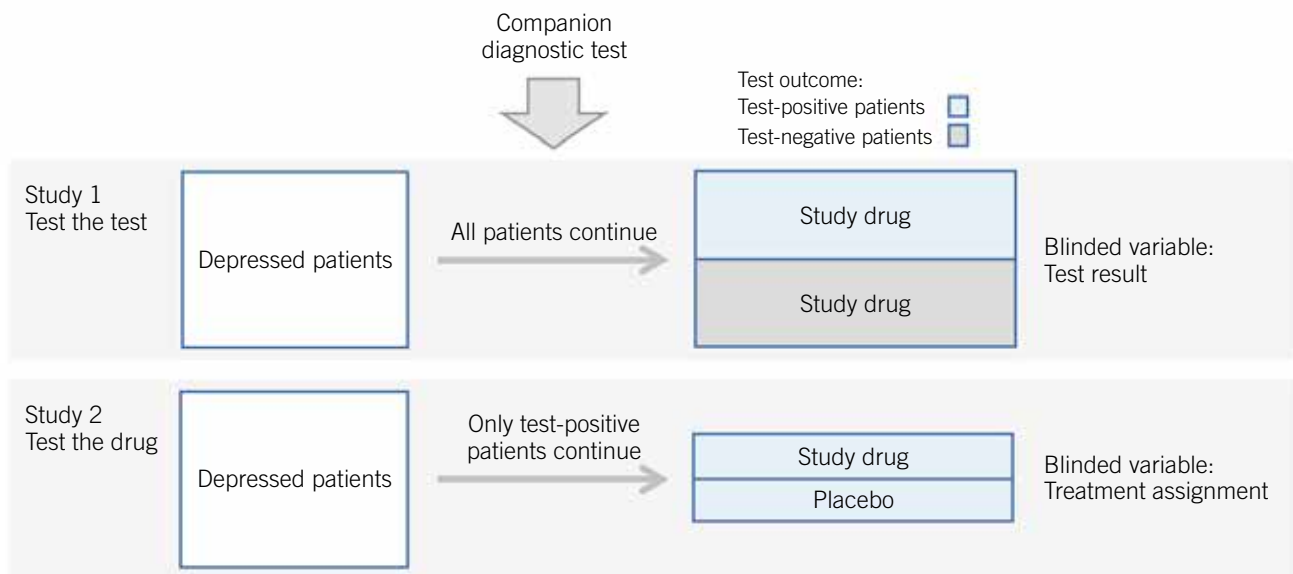 Companion
diagnostic test
Test outcome:
Test-positive patients
Test-negative patients
Study 1
Test the test
Depressed patients
All patients continue
Study drug
Study drug
Blinded variable:
Test result
Study 2
Test the drug
Depressed patients
Only test-positive
patients continue
Study drug
Placebo
Blinded variable:
Treatment assignment